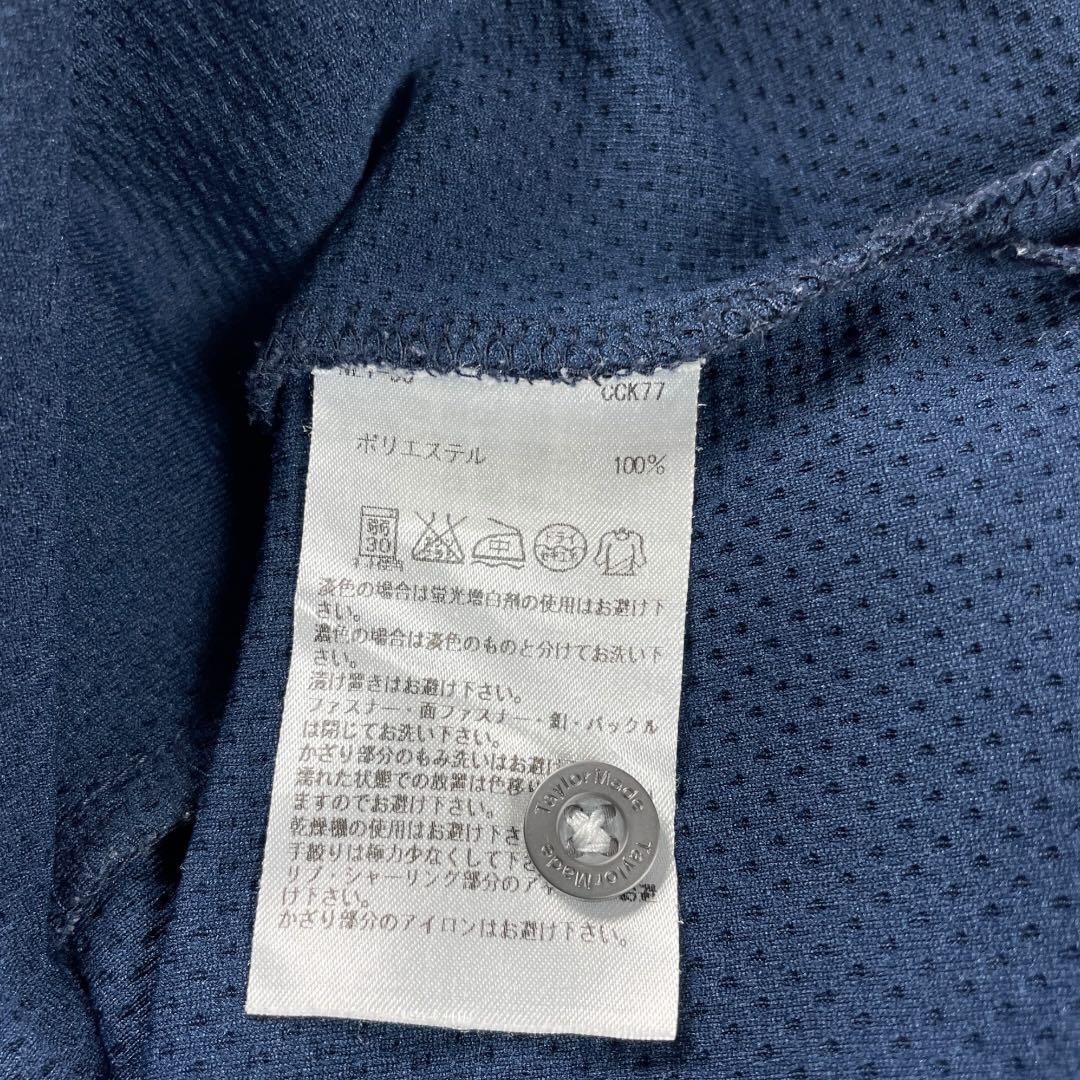 CCK77
ポリエステル 100%
弱
30
ネット使用
淡色の場合は蛍光増白剤の使用はお避け下
さい。
濃色の場合は淡色のものと分けてお洗い下
さい。
漬け置きはお避け下さい。
ファスナー・面ファスナー・釦・バックル
は閉じてお洗い下さい。
かざり部分のもみ洗いはお避け
濡れた状態での放置は色移
ますのでお避け下さい。
乾燥機の使用はお避け下さ
手絞りは極力少なくして下さ
リブ・シャーリング部分のア
け下さい。
かざり部分のアイロンはお避け下さい。
TaylorMade
TaylorMade